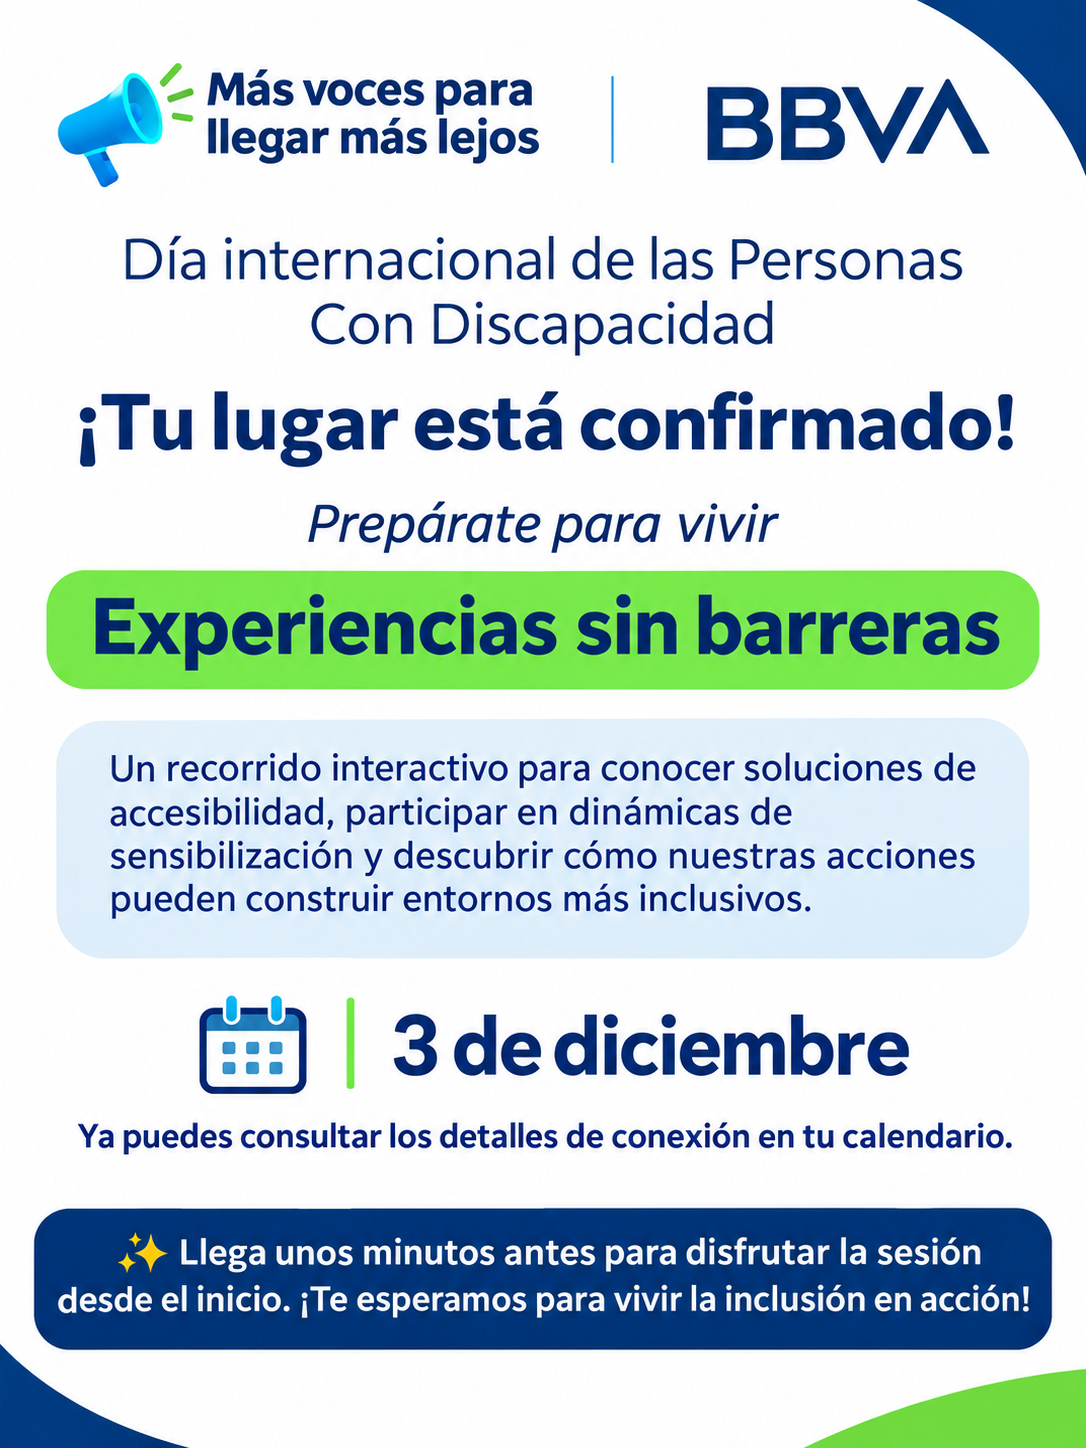 Más voces para
llegar más lejos
BBVA
Día internacional de las Personas
Con Discapacidad
¡Tu lugar está confirmado!
Prepárate para vivir
Experiencias sin barreras
Un recorrido interactivo para conocer soluciones de
accesibilidad, participar en dinámicas de
sensibilización y descubrir cómo nuestras acciones
pueden construir entornos más inclusivos.
3 de diciembre
Ya puedes consultar los detalles de conexión en tu calendario.
✨ Llega unos minutos antes para disfrutar la sesión
desde el inicio. ¡Te esperamos para vivir la inclusión en acción!